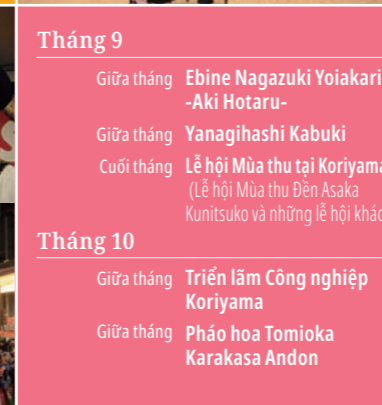 Tháng 9
Giữa tháng Ebine Nagazuki Yoiakari
-Aki Hotaru-
Giữa tháng Yanagihashi Kabuki
Cuối tháng Lễ hội Mùa thu tại Koriyama
(Lễ hội Mùa thu Đền Asaka
Kunitsuko và những lễ hội khác
Tháng 10
Giữa tháng Triển lãm Công nghiệp
Koriyama
Giữa tháng Pháo hoa Tomioka
Karakasa Andon